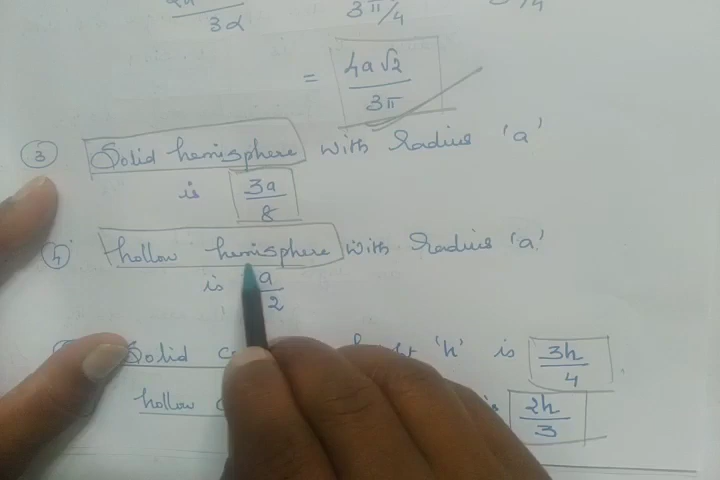 3α 3π/4
= 4a√2/3π
3 Solid hemisphere with Radius 'a'
is 3a/8
4 hollow hemisphere with Radius 'a'
is a/2
Solid 'h' is 3h/4
hollow 2h/3